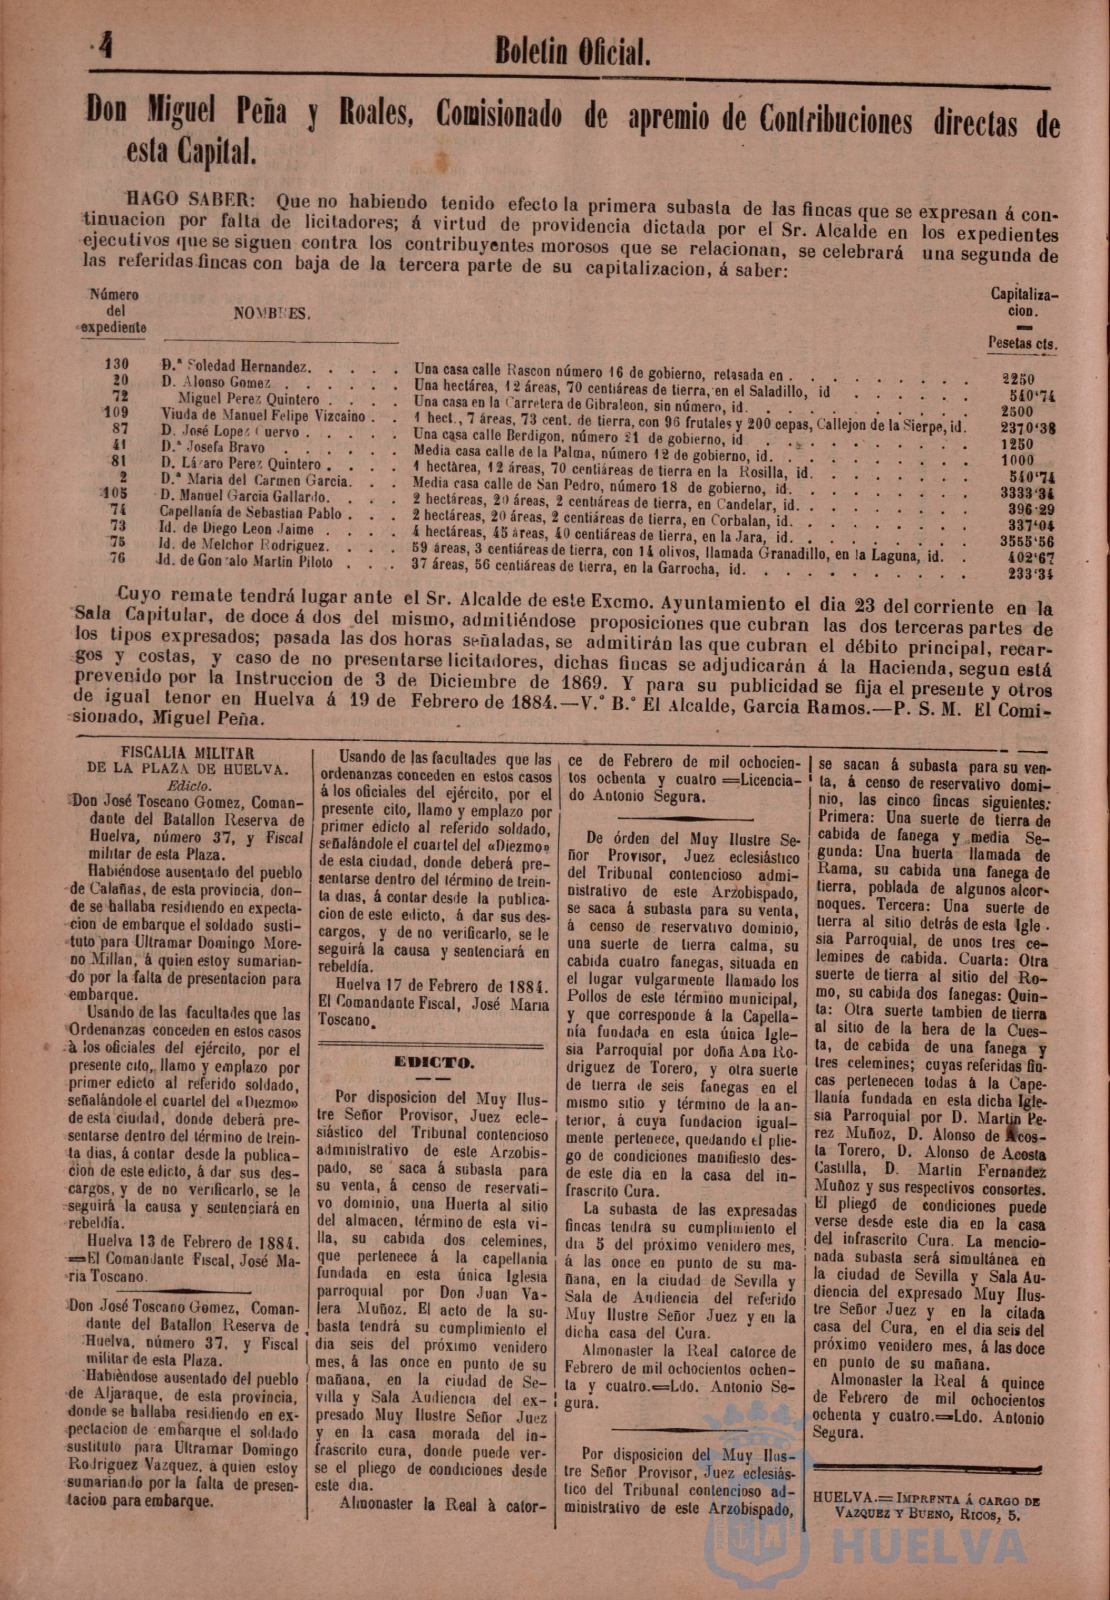 4
Boletin Oficial.
Don Miguel Peña y Roales, Comisionado de apremio de Contribuciones directas de
esta Capital.
HAGO SABER: Que no habiendo tenido efecto la primera subasta de las fincas que se expresan á con-
tinuacion por falta de licitadores; á virtud de providencia dictada por el Sr. Alcalde en los expedientes
ejecutivos que se siguen contra los contribuyentes morosos que se relacionan, se celebrará una segunda de
las referidas fincas con baja de la tercera parte de su capitalizacion, á saber:
Número
del
expediente
NOMBRES.
Capitaliza-
cion.
Pesetas cts.
130 D.ª Soledad Hernandez. . . . . Una casa calle Rascon número 16 de gobierno, retasada en . . . . . . . . 2250
20 D. Alonso Gomez . . . . . . Una hectárea, 12 áreas, 70 centiáreas de tierra, en el Saladillo, id . . . . . . 540'74
72 Miguel Perez Quintero . . . . Una casa en la Carretera de Gibraleon, sin número, id. . . . . . . . . . 2500
109 Viuda de Manuel Felipe Vizcaino . . 1 hect., 7 áreas, 73 cent. de tierra, con 96 frutales y 200 cepas, Callejon de la Sierpe, id. 2370'38
87 D. José Lopez Cuervo . . . . . Una casa calle Berdigon, número 21 de gobierno, id . . . . . . . . . 1250
41 D.ª Josefa Bravo . . . . . . Media casa calle de la Palma, número 12 de gobierno, id. . . . . . . . . 1000
81 D. Lázaro Perez Quintero . . . . 1 hectárea, 12 áreas, 70 centiáreas de tierra en la Rosilla, id. . . . . . . 540'74
2 D.ª Maria del Carmen Garcia. . . Media casa calle de San Pedro, número 18 de gobierno, id. . . . . . . . 3333'34
105 D. Manuel Garcia Gallardo. . . . 2 hectáreas, 20 áreas, 2 centiáreas de tierra, en Candelar, id. . . . . . . 396'29
74 Capellanía de Sebastian Pablo . . . 2 hectáreas, 20 áreas, 2 centiáreas de tierra, en Corbalan, id. . . . . . . 337'04
73 Id. de Diego Leon Jaime . . . . 4 hectáreas, 45 áreas, 40 centiáreas de tierra, en la Jara, id. . . . . . . . 3555'56
75 Id. de Melchor Rodriguez. . . . 59 áreas, 3 centiáreas de tierra, con 14 olivos, llamada Granadillo, en la Laguna, id. . 402'67
76 Id. de Gonzalo Martin Piloto . . . 37 áreas, 56 centiáreas de tierra, en la Garrocha, id. . . . . . . . . 233'34
Cuyo remate tendrá lugar ante el Sr. Alcalde de este Excmo. Ayuntamiento el dia 23 del corriente en la
Sala Capitular, de doce á dos del mismo, admitiéndose proposiciones que cubran las dos terceras partes de
los tipos expresados; pasada las dos horas señaladas, se admitirán las que cubran el débito principal, recar-
gos y costas, y caso de no presentarse licitadores, dichas fincas se adjudicarán á la Hacienda, segun está
prevenido por la Instruccion de 3 de Diciembre de 1869. Y para su publicidad se fija el presente y otros
de igual tenor en Huelva á 19 de Febrero de 1884.—V.º B.º El Alcalde, García Ramos.—P. S. M. El Comi-
sionado, Miguel Peña.
FISCALIA MILITAR
DE LA PLAZA DE HUELVA.
Edicto.
Don José Toscano Gomez, Coman-
dante del Batallon Reserva de
Huelva, número 37, y Fiscal
militar de esta Plaza.
Habiéndose ausentado del pueblo
de Calañas, de esta provincia, don-
de se hallaba residiendo en expecta-
cion de embarque el soldado susti-
tuto para Ultramar Domingo More-
no Millan, á quien estoy sumarian-
do por la falta de presentacion para
embarque.
Usando de las facultades que las
Ordenanzas conceden en estos casos
á los oficiales del ejército, por el
presente cito, llamo y emplazo por
primer edicto al referido soldado,
señalándole el cuartel del «Diezmo»
de esta ciudad, donde deberá pre-
sentarse dentro del término de trein-
ta dias, á contar desde la publica-
cion de este edicto, á dar sus des-
cargos, y de no verificarlo, se le
seguirá la causa y sentenciará en
rebeldía.
Huelva 13 de Febrero de 1884.
=El Comandante Fiscal, José Ma-
ria Toscano.
Don José Toscano Gomez, Coman-
dante del Batallon Reserva de
Huelva, número 37, y Fiscal
militar de esta Plaza.
Habiéndose ausentado del pueblo
de Aljaraque, de esta provincia,
donde se hallaba residiendo en ex-
pectacion de embarque el soldado
sustituto para Ultramar Domingo
Rodriguez Vazquez, á quien estoy
sumariando por la falta de presen-
tacion para embarque.
Usando de las facultades que las
ordenanzas conceden en estos casos
á los oficiales del ejército, por el
presente cito, llamo y emplazo por
primer edicto al referido soldado,
señalándole el cuartel del «Diezmo»
de esta ciudad, donde deberá pre-
sentarse dentro del término de trein-
ta dias, á contar desde la publica-
cion de este edicto, á dar sus des-
cargos, y de no verificarlo, se le
seguirá la causa y sentenciará en
rebeldía.
Huelva 17 de Febrero de 1884.
El Comandante Fiscal, José Maria
Toscano.
EDICTO.
Por disposicion del Muy Ilus-
tre Señor Provisor, Juez ecle-
siástico del Tribunal contencioso
administrativo de este Arzobis-
pado, se saca á subasta para
su venta, á censo de reservati-
vo dominio, una Huerta al sitio
del almacen, término de esta vi-
lla, su cabida dos celemines,
que pertenece á la capellania
fundada en esta única Iglesia
parroquial por Don Juan Va-
lera Muñoz. El acto de la su-
basta tendrá su cumplimiento el
dia seis del próximo venidero
mes, á las once en punto de su
mañana, en la ciudad de Se-
villa y Sala Audiencia del ex-
presado Muy Ilustre Señor Juez
y en la casa morada del in-
frascrito cura, donde puede ver-
se el pliego de condiciones desde
este dia.
Almonaster la Real à cator-
ce de Febrero de mil ochocien-
tos ochenta y cuatro =Licencia-
do Antonio Segura.
De órden del Muy Ilustre Se-
ñor Provisor, Juez eclesiástico
del Tribunal contencioso admi-
nistrativo de este Arzobispado,
se saca á subasta para su venta,
á censo de reservativo dominio,
una suerte de tierra calma, su
cabida cuatro fanegas, situada en
el lugar vulgarmente llamado los
Pollos de este término municipal,
y que corresponde á la Capella-
nía fundada en esta única Igle-
sia Parroquial por doña Ana Ro-
driguez de Torero, y otra suerte
de tierra de seis fanegas en el
mismo sitio y término de la an-
terior, á cuya fundacion igual-
mente pertenece, quedando el plie-
go de condiciones manifiesto des-
de este dia en la casa del in-
frascrito Cura.
La subasta de las expresadas
fincas tendrá su cumplimiento el
dia 5 del próximo venidero mes,
á las once en punto de su ma-
ñana, en la ciudad de Sevilla y
Sala de Audiencia del referido
Muy Ilustre Señor Juez y en la
dicha casa del Cura.
Almonaster la Real catorce de
Febrero de mil ochocientos ochen-
ta y cuatro.=Ldo. Antonio Se-
gura.
Por disposicion del Muy Ilus-
tre Señor Provisor, Juez eclesiás-
tico del Tribunal contencioso ad-
ministrativo de este Arzobispado,
se sacan á subasta para su ven-
ta, á censo de reservativo domi-
nio, las cinco fincas siguientes:
Primera: Una suerte de tierra de
cabida de fanega y media Se-
gunda: Una huerta llamada de
Rama, su cabida una fanega de
tierra, poblada de algunos alcor-
noques. Tercera: Una suerte de
tierra al sitio detrás de esta Igle-
sia Parroquial, de unos tres ce-
lemines de cabida. Cuarta: Otra
suerte de tierra al sitio del Ro-
mo, su cabida dos fanegas: Quin-
ta: Otra suerte tambien de tierra
al sitio de la hera de la Cues-
ta, de cabida de una fanega y
tres celemines; cuyas referidas fin-
cas pertenecen todas á la Cape-
llanía fundada en esta dicha Igle-
sia Parroquial por D. Martin Pe-
rez Muñoz, D. Alonso de Acos-
ta Torero, D. Alonso de Acosta
Castilla, D. Martin Fernandez
Muñoz y sus respectivos consortes.
El pliego de condiciones puede
verse desde este dia en la casa
del infrascrito Cura. La mencio-
nada subasta será simultánea en
la ciudad de Sevilla y Sala Au-
diencia del expresado Muy Ilus-
tre Señor Juez y en la citada
casa del Cura, en el dia seis del
próximo venidero mes, á las doce
en punto de su mañana.
Almonaster la Real á quince
de Febrero de mil ochocientos
ochenta y cuatro.=Ldo. Antonio
Segura.
HUELVA.=IMPRENTA Á CARGO DE
VAZQUEZ Y BUENO, RICOS, 5.
HUELVA